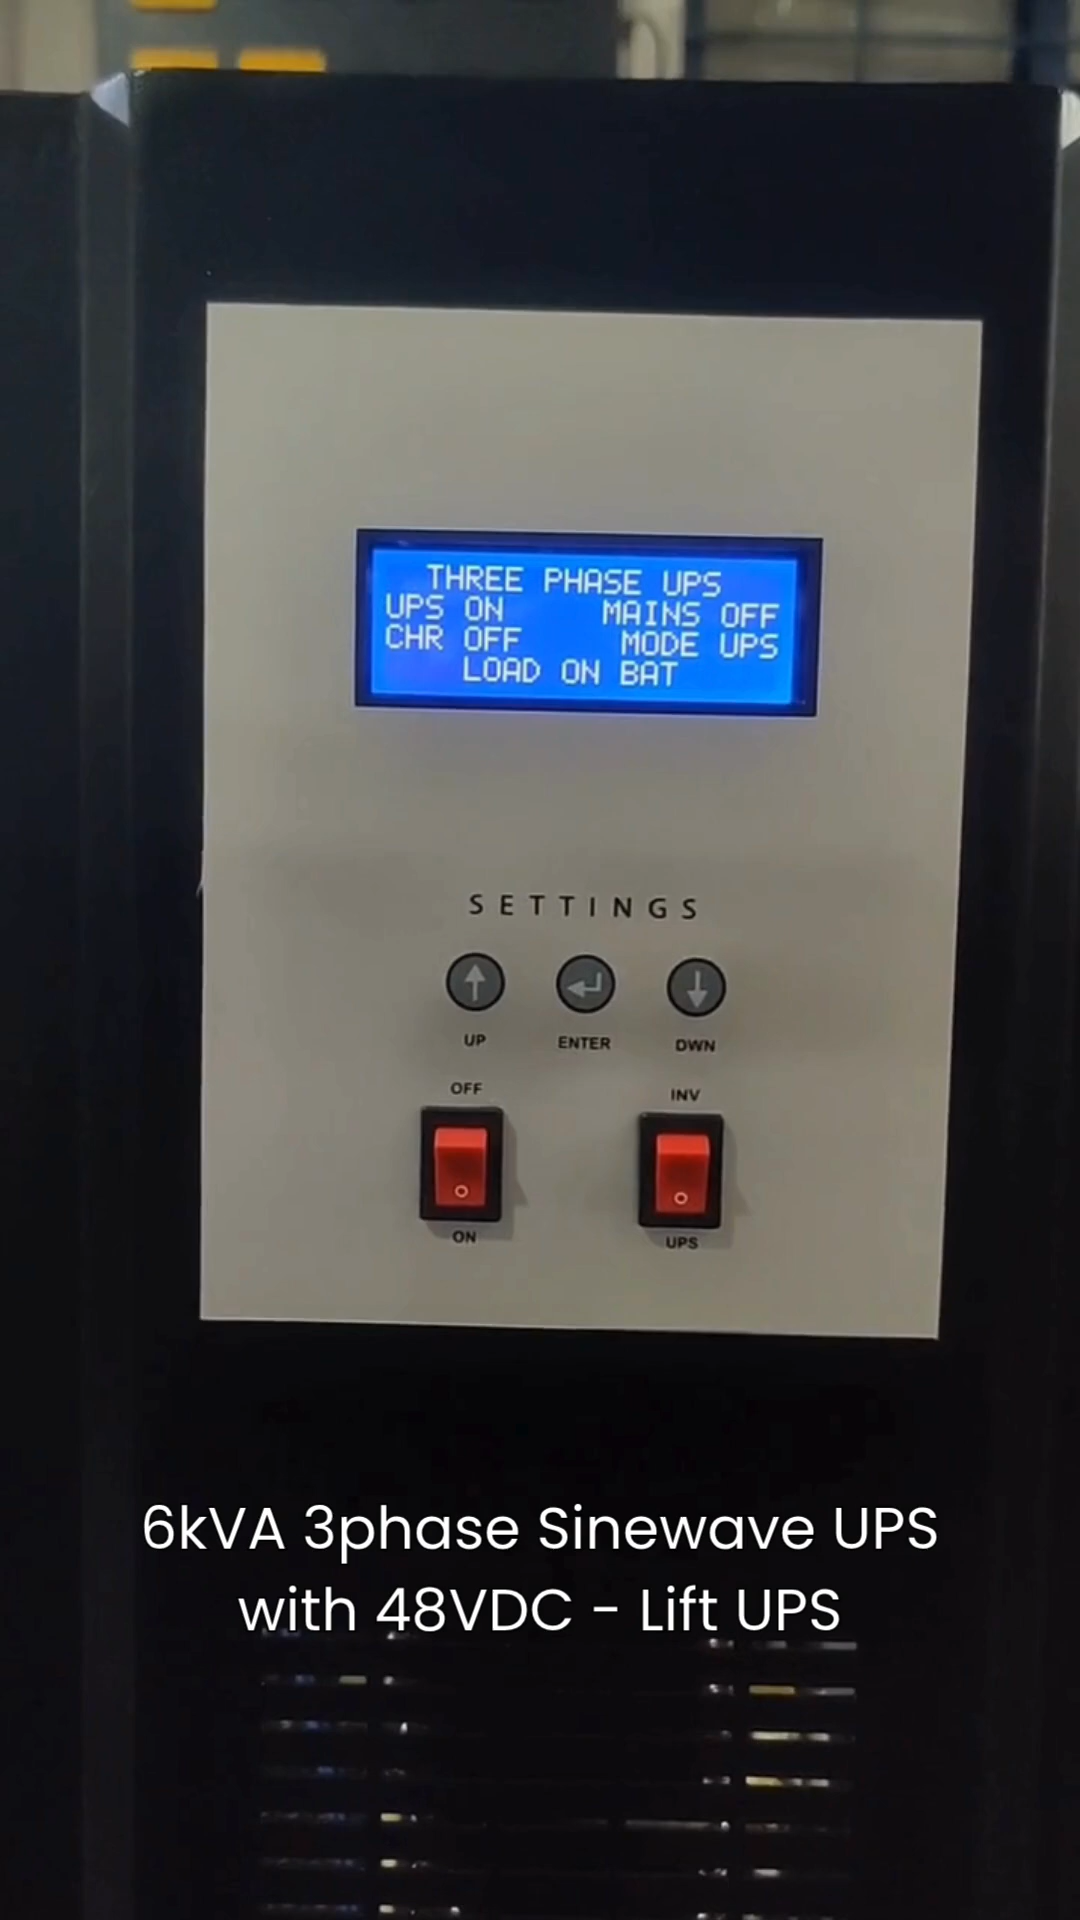 THREE PHASE UPS
UPS ON MAINS OFF
CHR OFF MODE UPS
LOAD ON BAT
SETTINGS
UP ENTER DWN
OFF INV
ON UPS
6kVA 3phase Sinewave UPS
with 48VDC - Lift UPS